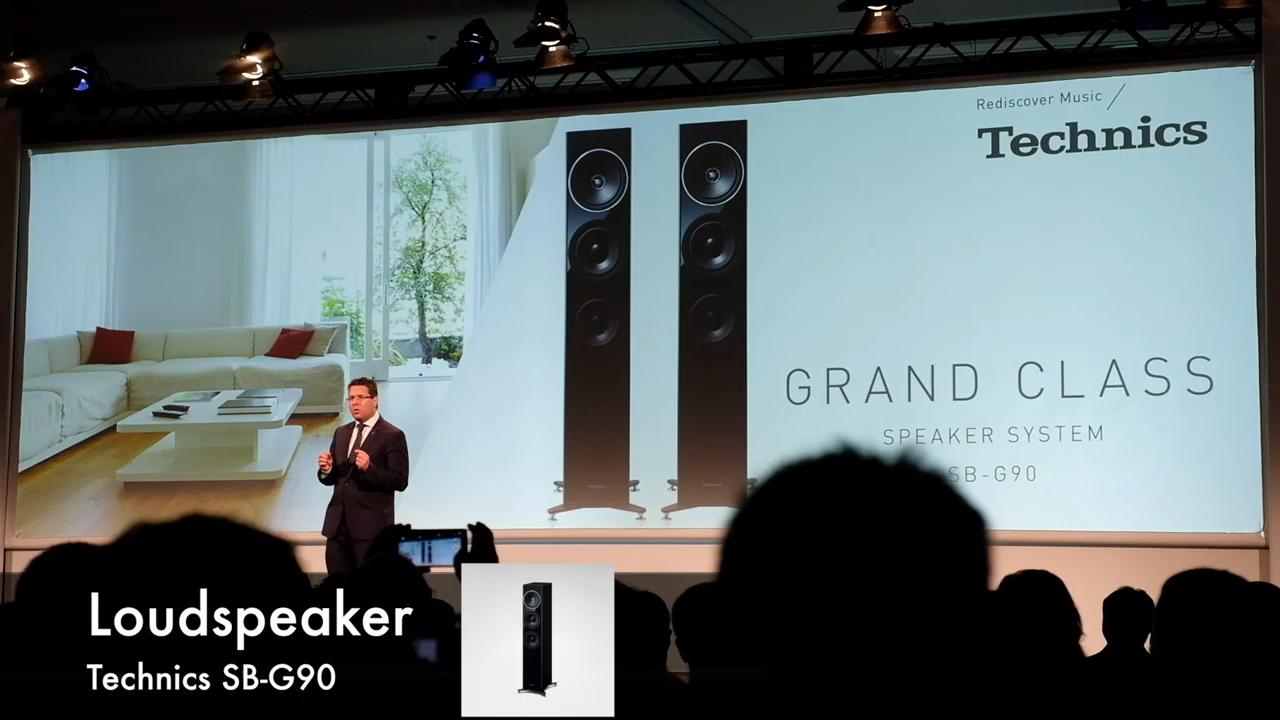 Rediscover Music /
Technics
GRAND CLASS
SPEAKER SYSTEM
SB-G90
Loudspeaker
Technics SB-G90